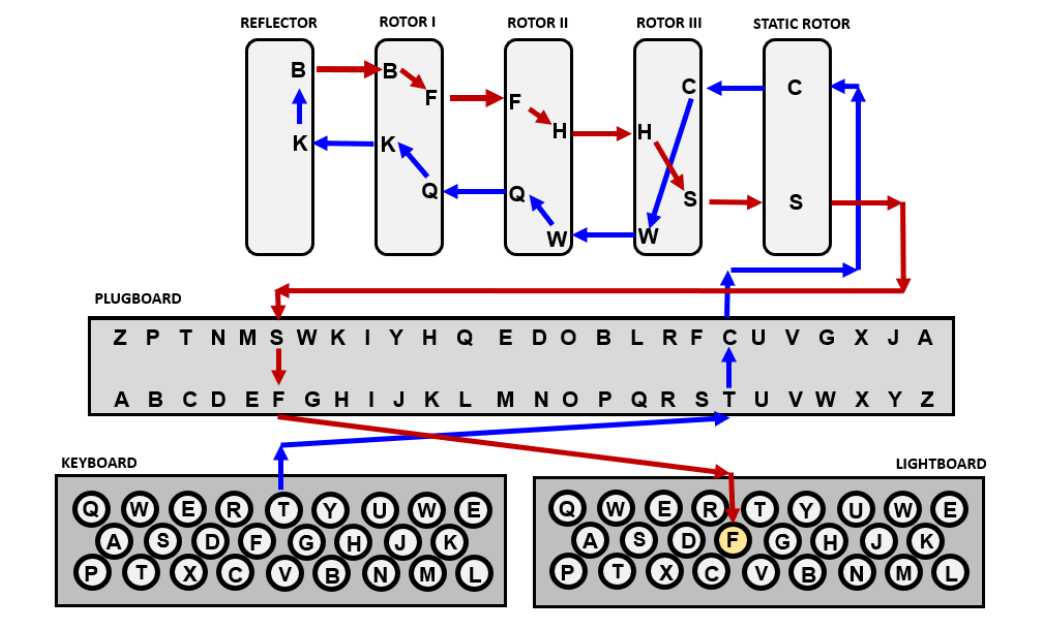 REFLECTOR ROTOR I ROTOR II ROTOR III STATIC ROTOR
B B F F H H C C
K K Q Q W W S S
PLUGBOARD
Z P T N M S W K I Y H Q E D O B L R F C U V G X J A
A B C D E F G H I J K L M N O P Q R S T U V W X Y Z
KEYBOARD LIGHTBOARD
Q W E R T Y U W E Q W E R T Y U W E
A S D F G H J K A S D F G H J K
P T X C V B N M L P T X C V B N M L